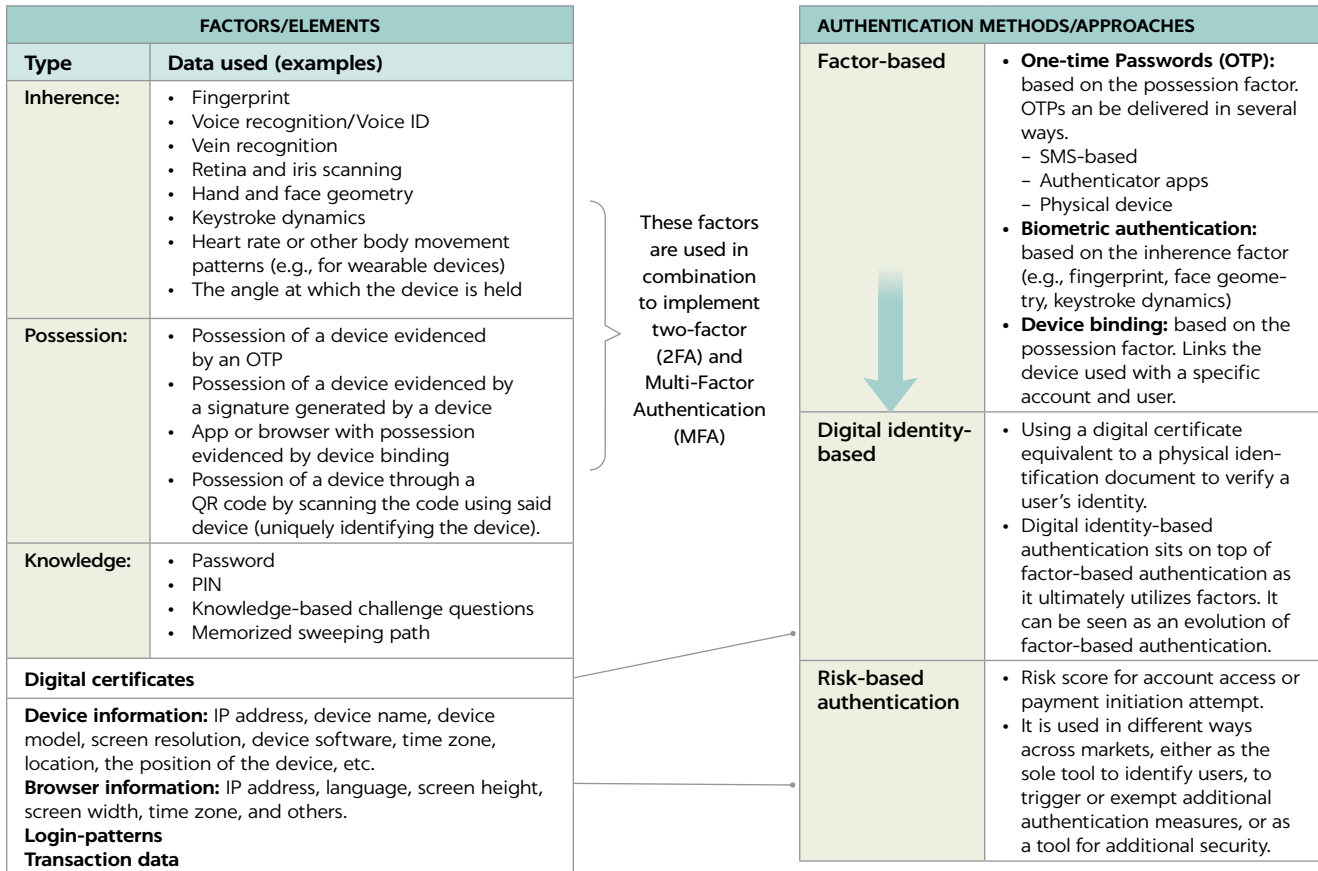 FACTORS/ELEMENTS
Type Data used (examples)
Inherence:
• Fingerprint
• Voice recognition/Voice ID
• Vein recognition
• Retina and iris scanning
• Hand and face geometry
• Keystroke dynamics
• Heart rate or other body movement
patterns (e.g., for wearable devices)
• The angle at which the device is held
Possession:
• Possession of a device evidenced
by an OTP
• Possession of a device evidenced by
a signature generated by a device
• App or browser with possession
evidenced by device binding
• Possession of a device through a
QR code by scanning the code using said
device (uniquely identifying the device).
Knowledge:
• Password
• PIN
• Knowledge-based challenge questions
• Memorized sweeping path
Digital certificates
Device information: IP address, device name, device
model, screen resolution, device software, time zone,
location, the position of the device, etc.
Browser information: IP address, language, screen height,
screen width, time zone, and others.
Login-patterns
Transaction data
These factors
are used in
combination
to implement
two-factor
(2FA) and
Multi-Factor
Authentication
(MFA)
AUTHENTICATION METHODS/APPROACHES
Factor-based
• One-time Passwords (OTP):
based on the possession factor.
OTPs an be delivered in several
ways.
– SMS-based
– Authenticator apps
– Physical device
• Biometric authentication:
based on the inherence factor
(e.g., fingerprint, face geome-
try, keystroke dynamics)
• Device binding: based on the
possession factor. Links the
device used with a specific
account and user.
Digital identity-
based
• Using a digital certificate
equivalent to a physical iden-
tification document to verify a
user's identity.
• Digital identity-based
authentication sits on top of
factor-based authentication as
it ultimately utilizes factors. It
can be seen as an evolution of
factor-based authentication.
Risk-based
authentication
• Risk score for account access or
payment initiation attempt.
• It is used in different ways
across markets, either as the
sole tool to identify users, to
trigger or exempt additional
authentication measures, or as
a tool for additional security.